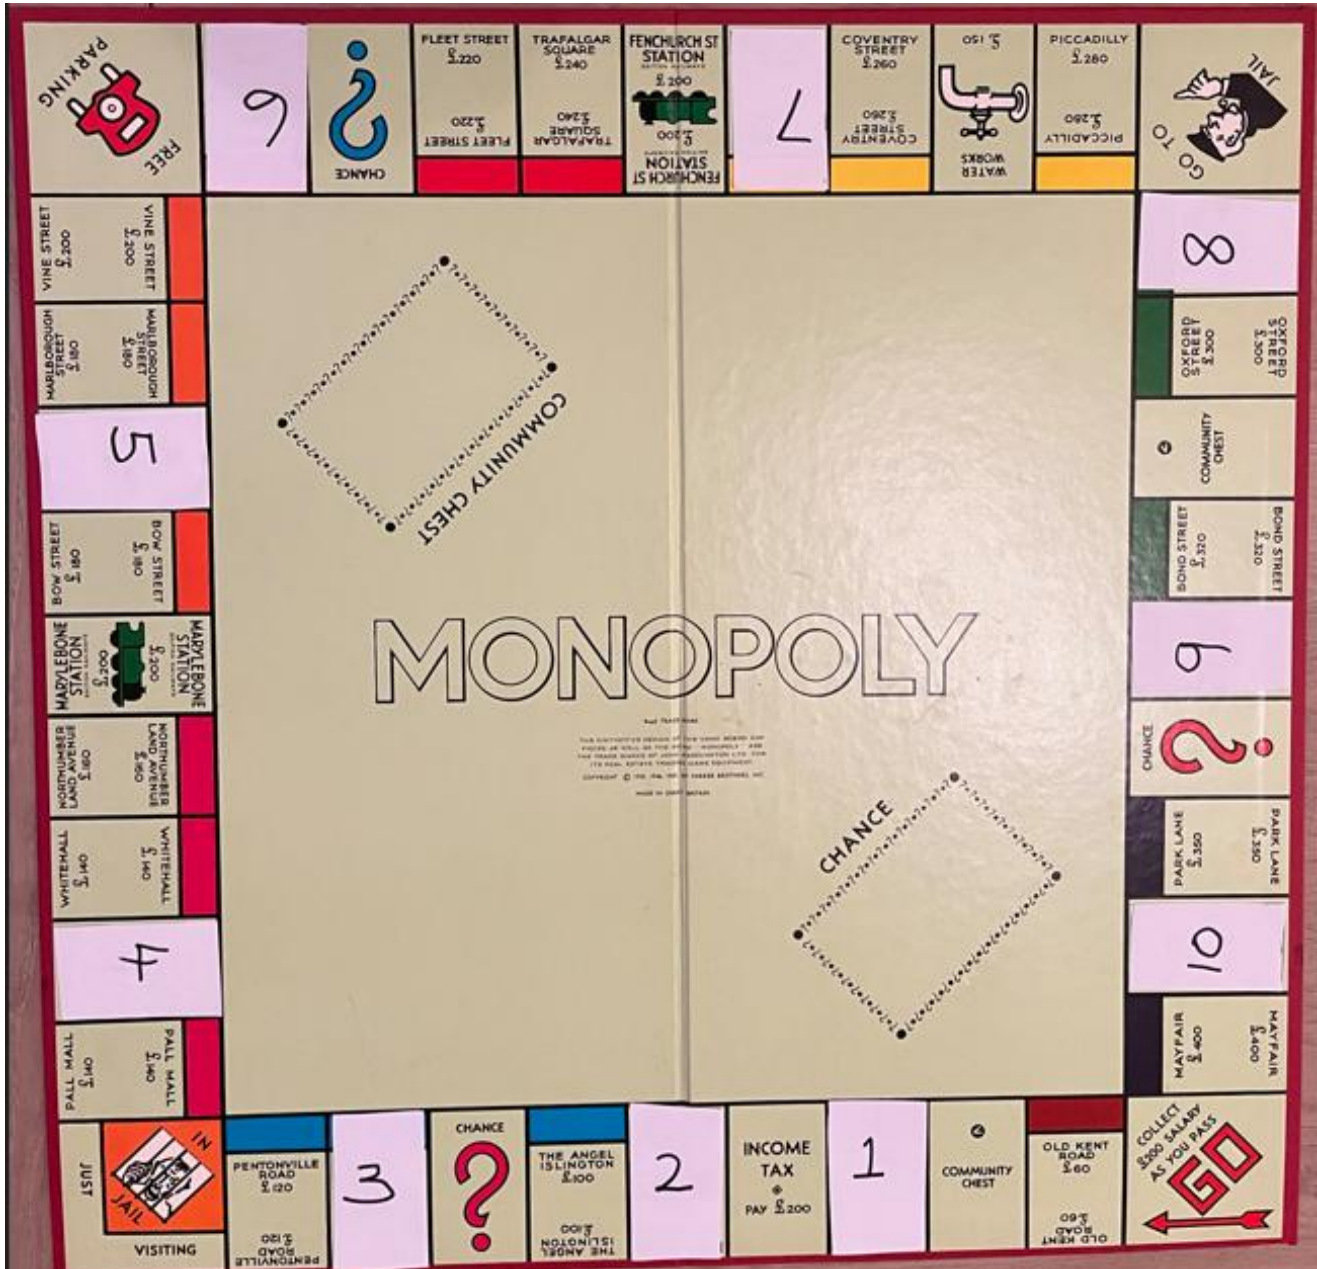 FREE
PARKING
6
CHANCE
FLEET STREET
£220
£220
FLEET STREET
TRAFALGAR
SQUARE
£240
£240
TRAFALGAR
SQUARE
FENCHURCH ST
STATION
BRITISH RAILWAYS
£200
£200
FENCHURCH ST
STATION
7
COVENTRY
STREET
£260
£260
COVENTRY
STREET
£150
WATER
WORKS
PICCADILLY
£280
£280
PICCADILLY
GO TO
JAIL
VINE STREET
£200
VINE STREET
£200
MARLBOROUGH
STREET
£180
MARLBOROUGH
STREET
£180
5
BOW STREET
£180
BOW STREET
£180
MARYLEBONE
STATION
£200
MARYLEBONE
STATION
£200
NORTHUMBER
LAND AVENUE
£160
NORTHUMBER
LAND AVENUE
£160
WHITEHALL
£140
WHITEHALL
£140
4
PALL MALL
£140
PALL MALL
£140
COMMUNITY CHEST
MONOPOLY
CHANCE
8
OXFORD
STREET
£300
OXFORD
STREET
£300
COMMUNITY
CHEST
BOND STREET
£320
BOND STREET
£320
9
CHANCE
?
PARK LANE
£350
PARK LANE
£350
10
MAYFAIR
£400
MAYFAIR
£400
JUST
VISITING
IN
JAIL
PENTONVILLE
ROAD
£120
£120
PENTONVILLE
ROAD
3
CHANCE
?
THE ANGEL
ISLINGTON
£100
£100
THE ANGEL
ISLINGTON
2
INCOME
TAX
PAY £200
1
COMMUNITY
CHEST
OLD KENT
ROAD
£60
£60
OLD KENT
ROAD
COLLECT
£200 SALARY
AS YOU PASS
GO